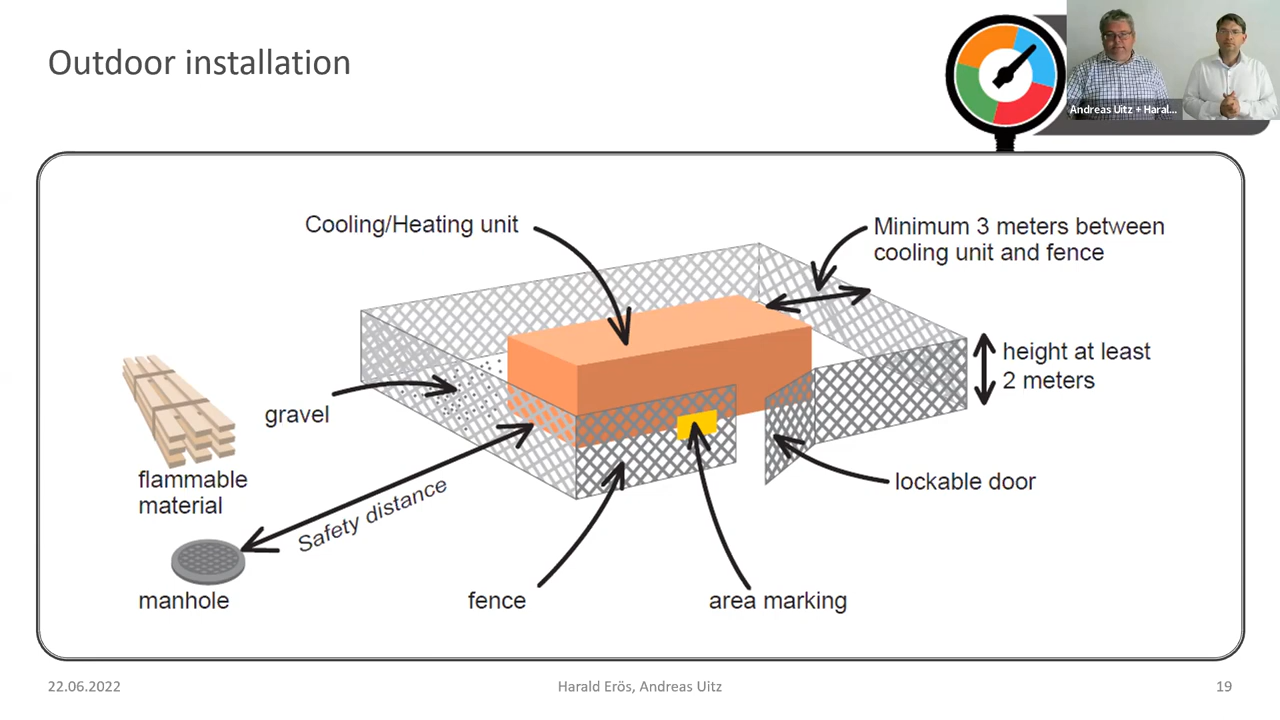 Outdoor installation
Andreas Uitz + Haral...
Cooling/Heating unit
Minimum 3 meters between
cooling unit and fence
height at least
2 meters
gravel
flammable
material
Safety distance
lockable door
manhole
fence
area marking
22.06.2022
Harald Erös, Andreas Uitz
19